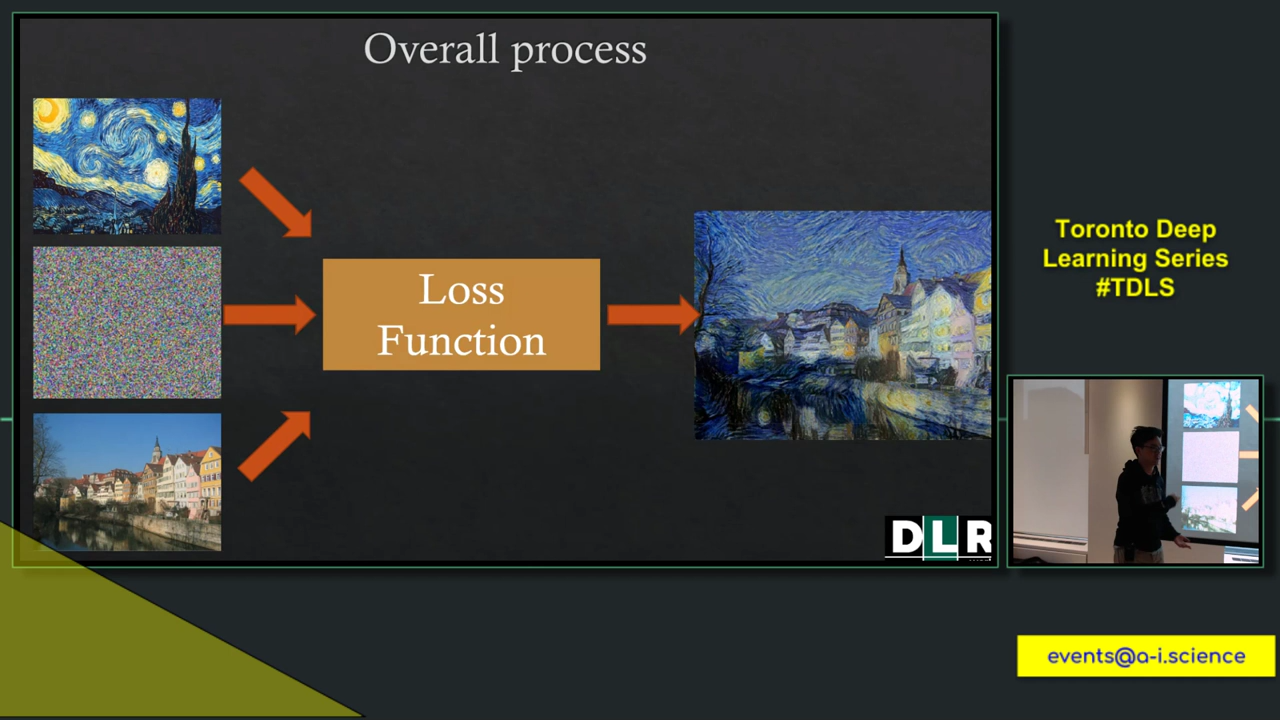 Overall process
Loss
Function
DLR
Toronto Deep
Learning Series
#TDLS
events@a-i.science